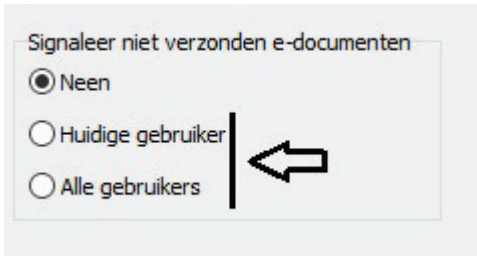 Signaleer niet verzonden e-documenten
Neen
Huidige gebruiker
Alle gebruikers